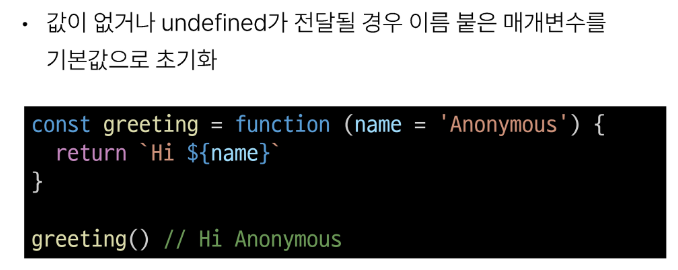 • 값이 없거나 undefined가 전달될 경우 이름 붙은 매개변수를
기본값으로 초기화
const greeting = function (name = 'Anonymous') {
  return `Hi ${name}`
}
greeting() // Hi Anonymous